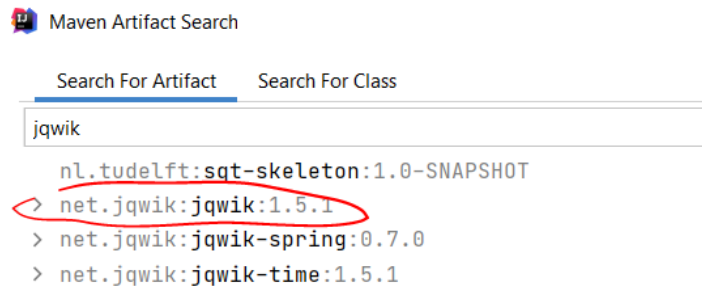 Maven Artifact Search
Search For Artifact Search For Class
jqwik
nl.tudelft:sqt-skeleton:1.0-SNAPSHOT
net.jqwik:jqwik:1.5.1
net.jqwik:jqwik-spring:0.7.0
net.jqwik:jqwik-time:1.5.1